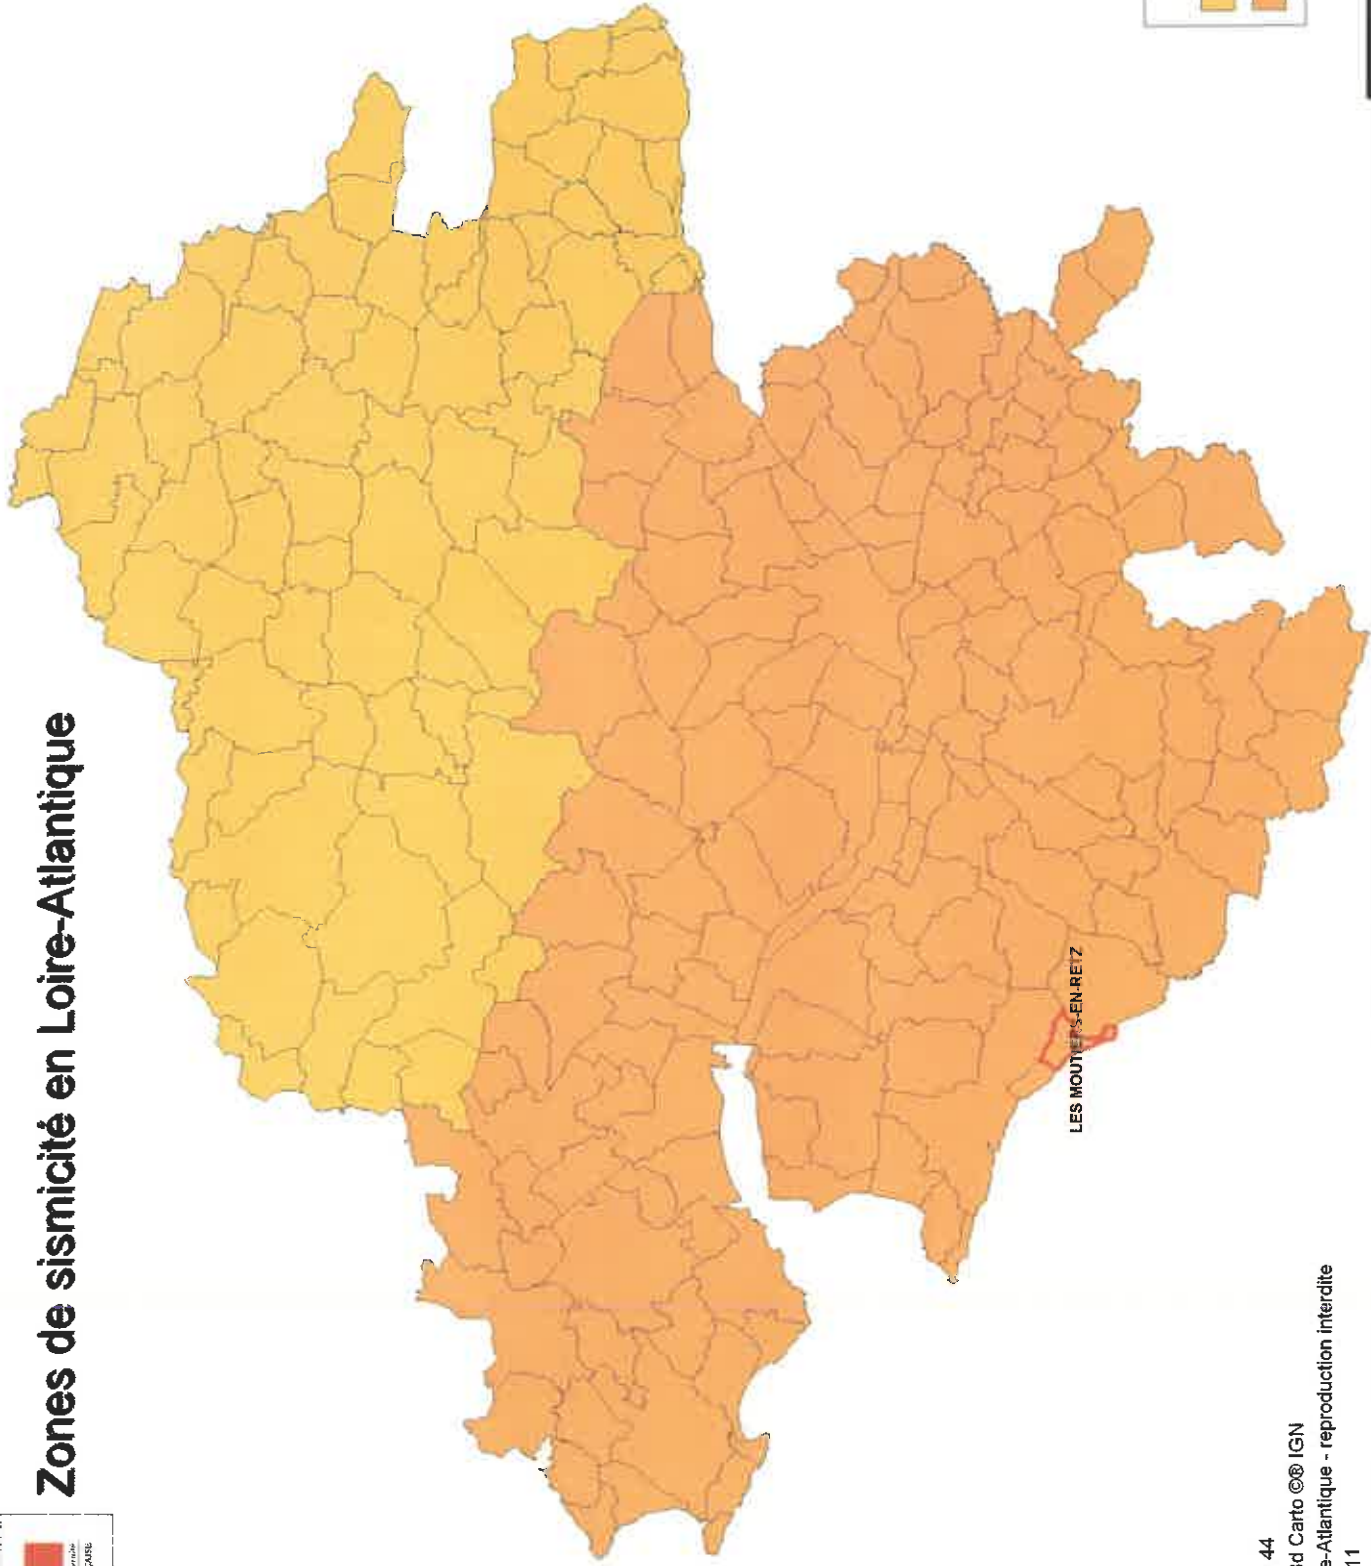 Zones de sismicité en Loire-Atlantique
LES MOUTIERS-EN-RETZ
44
Carto ©® IGN
e-Atlantique - reproduction interdite
11